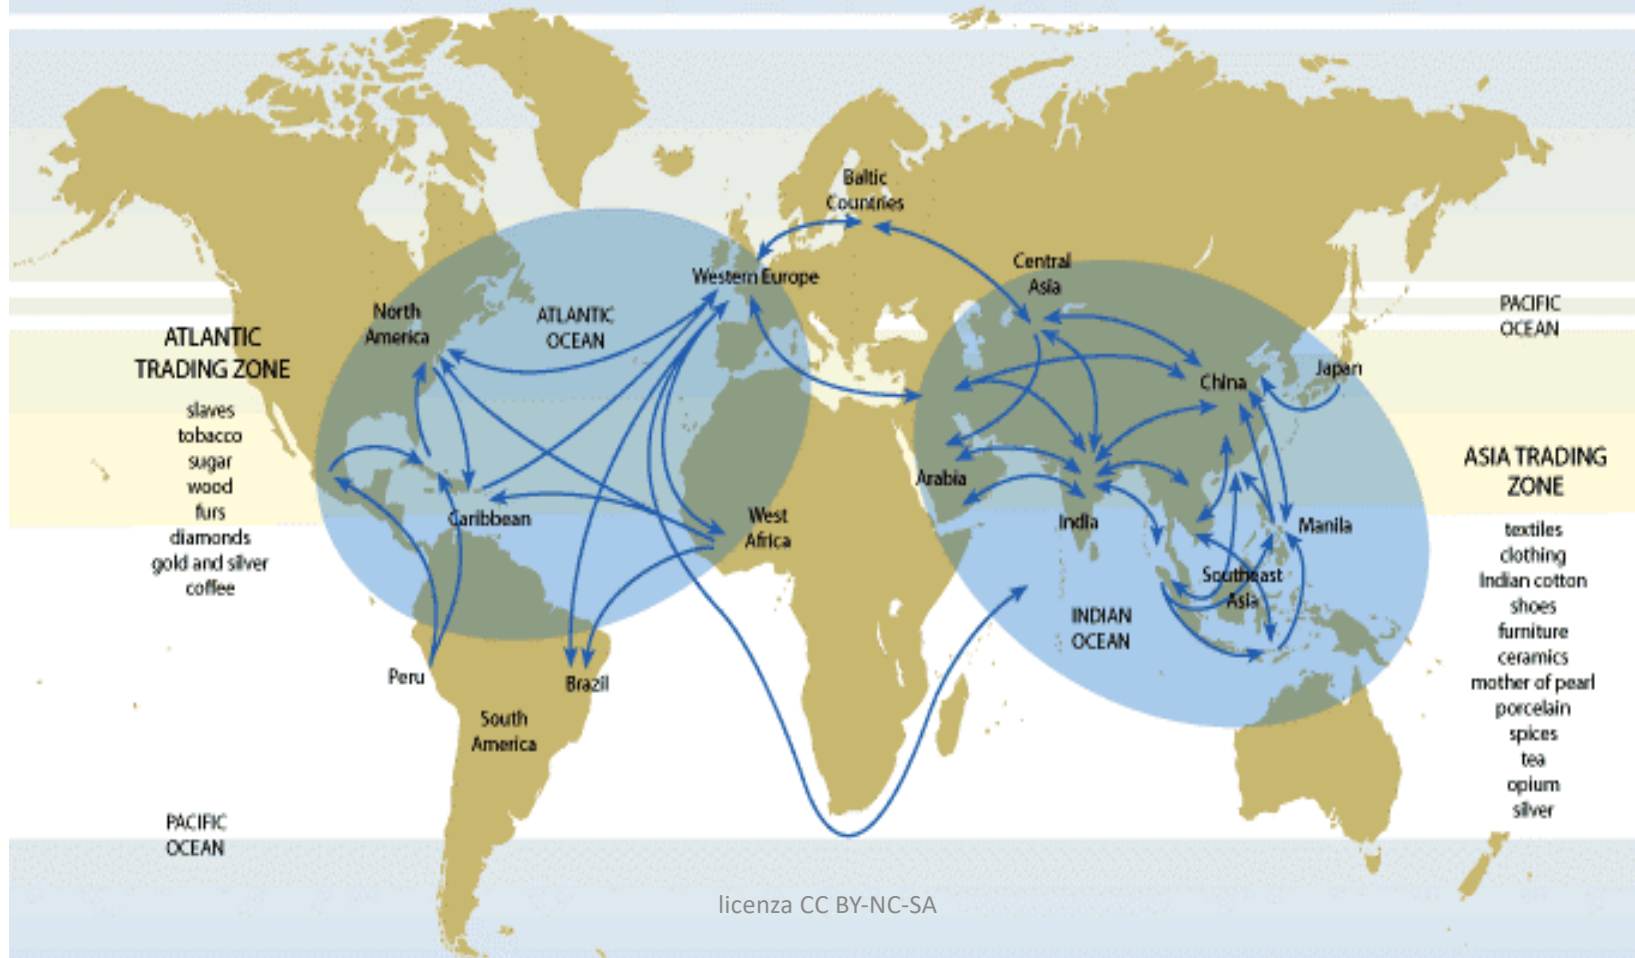 Baltic
Countries
Central
Asia
Western Europe
North
America
ATLANTIC
OCEAN
PACIFIC
OCEAN
ATLANTIC
TRADING ZONE
slaves
tobacco
sugar
wood
furs
diamonds
gold and silver
coffee
Japan
China
Arabia
India
Caribbean
West
Africa
Manila
Southeast
Asia
INDIAN
OCEAN
ASIA TRADING
ZONE
textiles
clothing
Indian cotton
shoes
furniture
ceramics
mother of pearl
porcelain
spices
tea
opium
silver
Peru
Brazil
South
America
PACIFIC
OCEAN
licenza CC BY-NC-SA